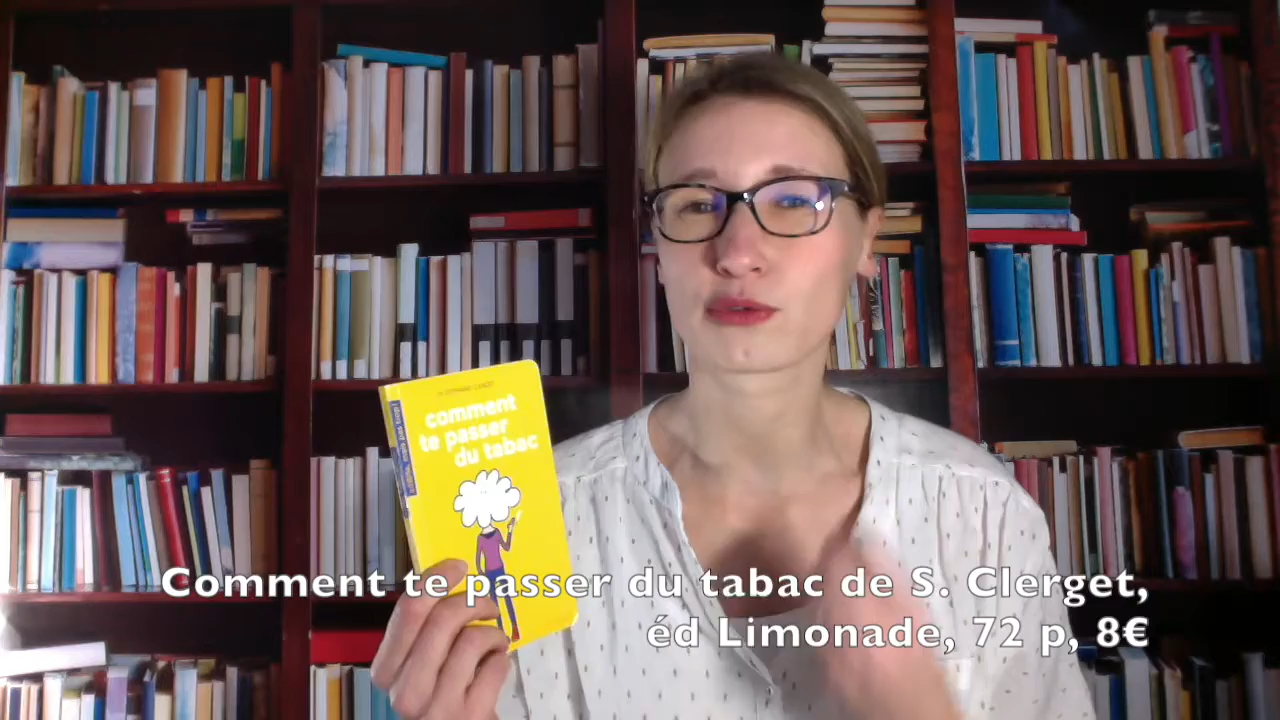 comment
te passer
du tabac
Comment te passer du tabac de S. Clerget,
éd Limonade, 72 p, 8€